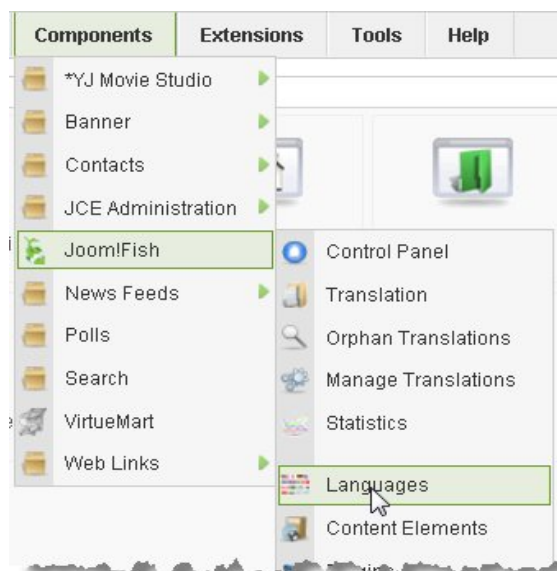 Components Extensions Tools Help
*YJ Movie Studio
Banner
Contacts
JCE Administration
Joom!Fish
News Feeds
Polls
Search
VirtueMart
Web Links
Control Panel
Translation
Orphan Translations
Manage Translations
Statistics
Languages
Content Elements